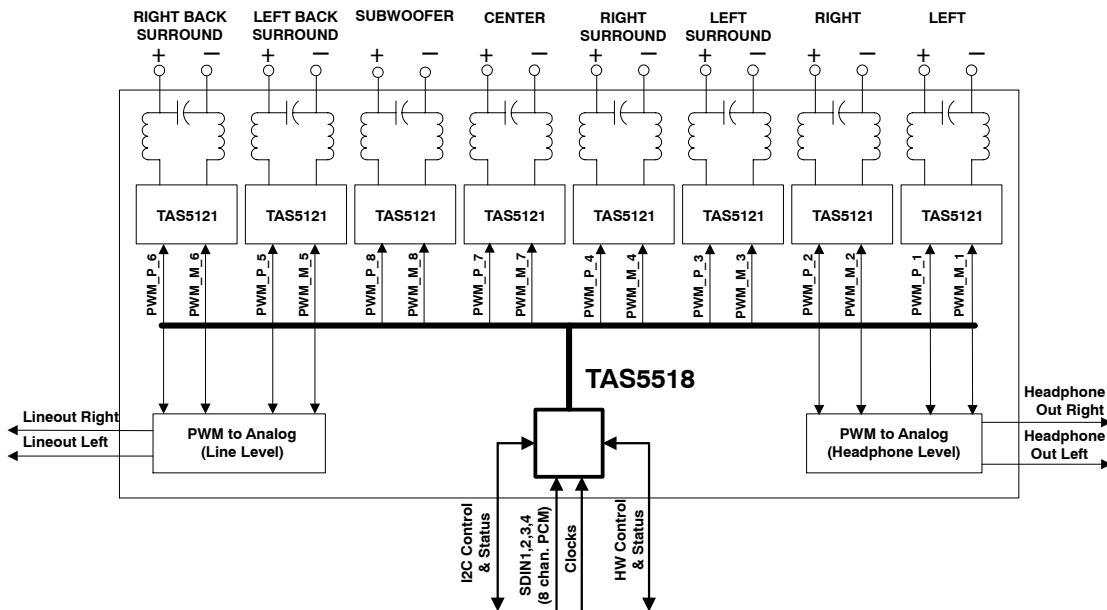 RIGHT BACK
SURROUND
LEFT BACK
SURROUND
SUBWOOFER
CENTER
RIGHT
SURROUND
LEFT
SURROUND
RIGHT
LEFT
+ −
+ −
+ −
+ −
+ −
+ −
+ −
+ −
TAS5121
TAS5121
TAS5121
TAS5121
TAS5121
TAS5121
TAS5121
TAS5121
PWM_P_6
PWM_M_6
PWM_P_5
PWM_M_5
PWM_P_8
PWM_M_8
PWM_P_7
PWM_M_7
PWM_P_4
PWM_M_4
PWM_P_3
PWM_M_3
PWM_P_2
PWM_M_2
PWM_P_1
PWM_M_1
TAS5518
Lineout Right
Lineout Left
PWM to Analog
(Line Level)
PWM to Analog
(Headphone Level)
Headphone
Out Right
Headphone
Out Left
I2C Control
& Status
SDIN1,2,3,4
(8 chan. PCM)
Clocks
HW Control
& Status